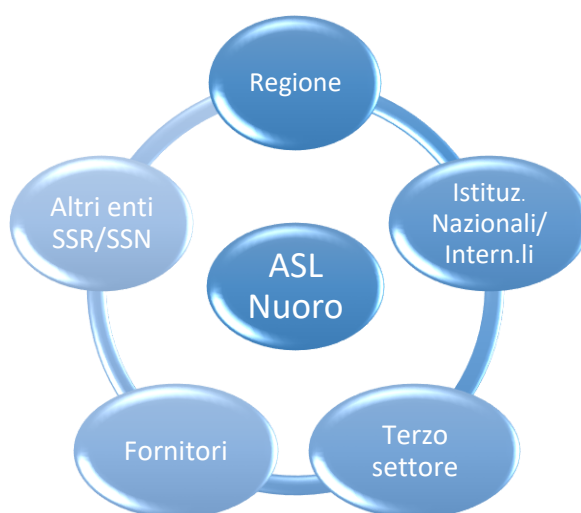 Regione
Istituz.
Nazionali/
Intern.li
Terzo
settore
Fornitori
Altri enti
SSR/SSN
ASL
Nuoro